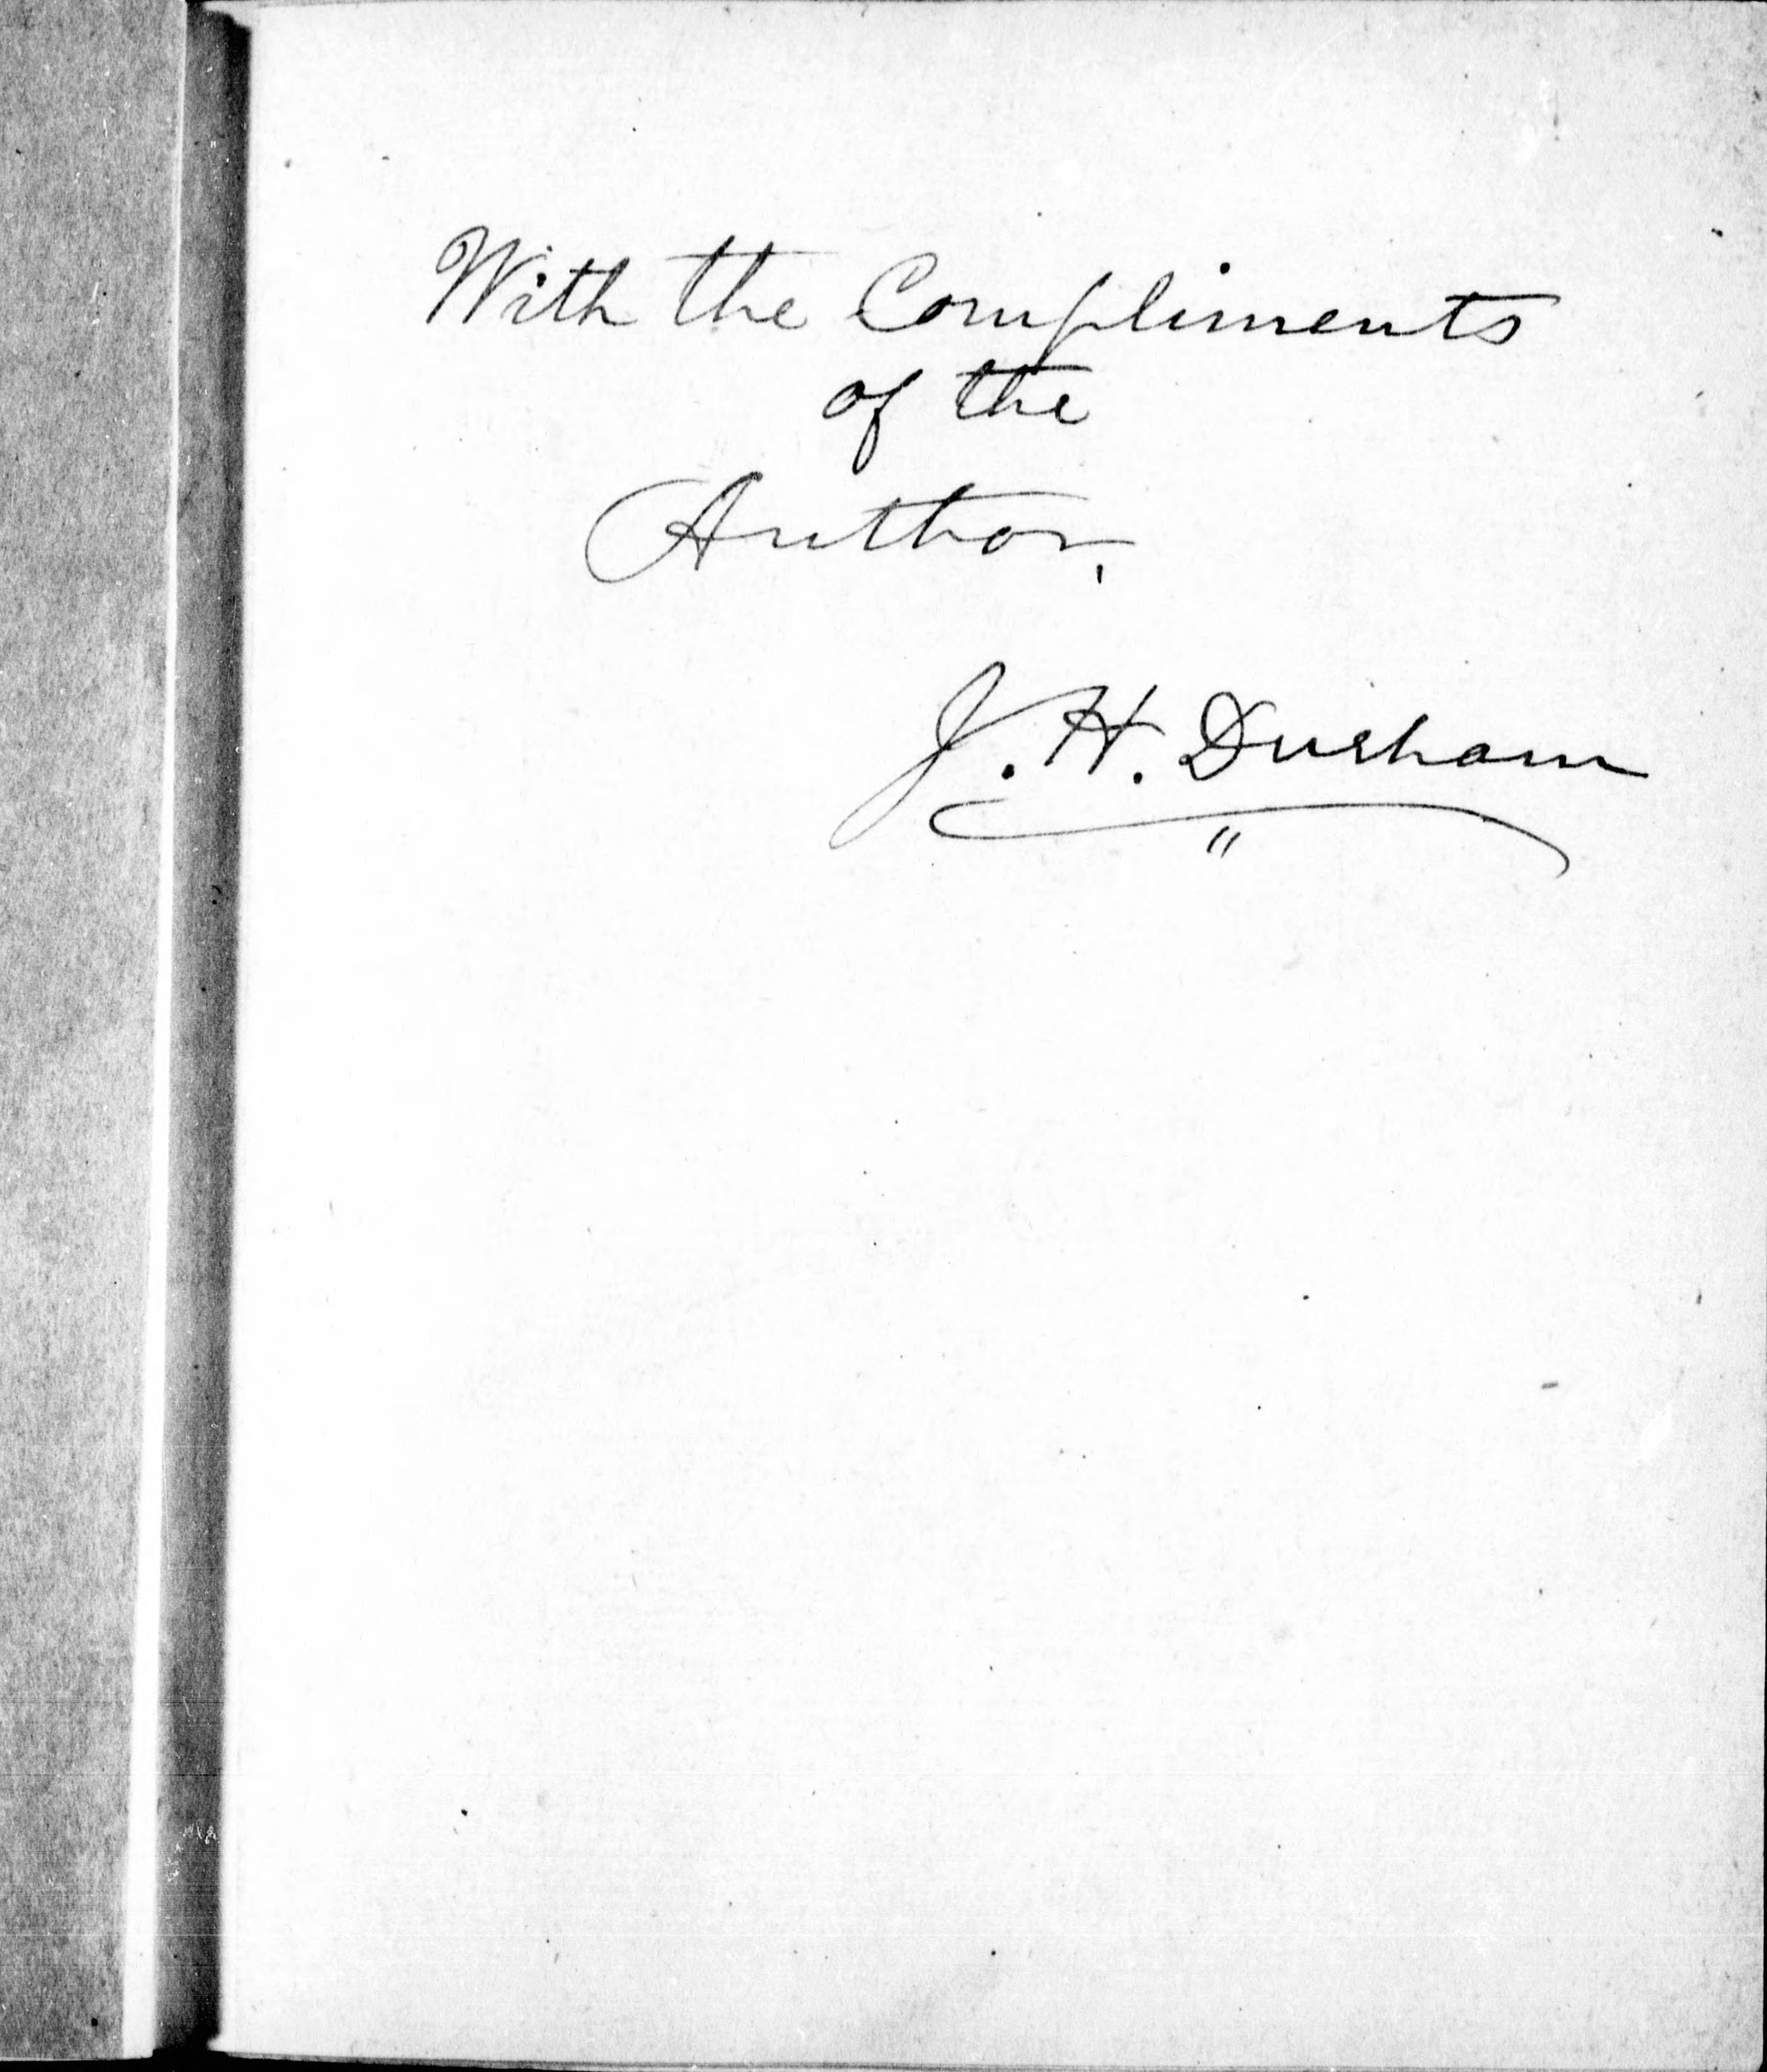 With the Compliments
of the
Author,
J. H. Durham
"